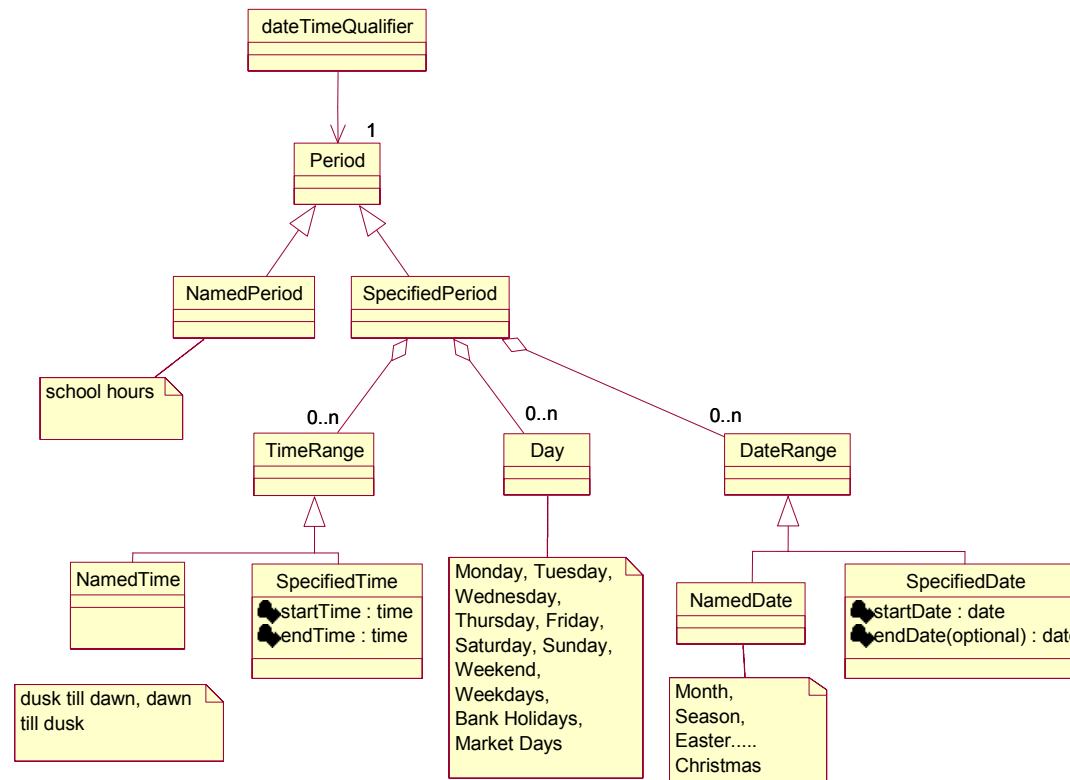 dateTimeQualifier
1
Period
NamedPeriod
SpecifiedPeriod
school hours
0..n
0..n
0..n
TimeRange
Day
DateRange
NamedTime
SpecifiedTime
startTime : time
endTime : time
Monday, Tuesday,
Wednesday,
Thursday, Friday,
Saturday, Sunday,
Weekend,
Weekdays,
Bank Holidays,
Market Days
NamedDate
SpecifiedDate
startDate : date
endDate(optional) : dat
dusk till dawn, dawn
till dusk
Month,
Season,
Easter.....
Christmas